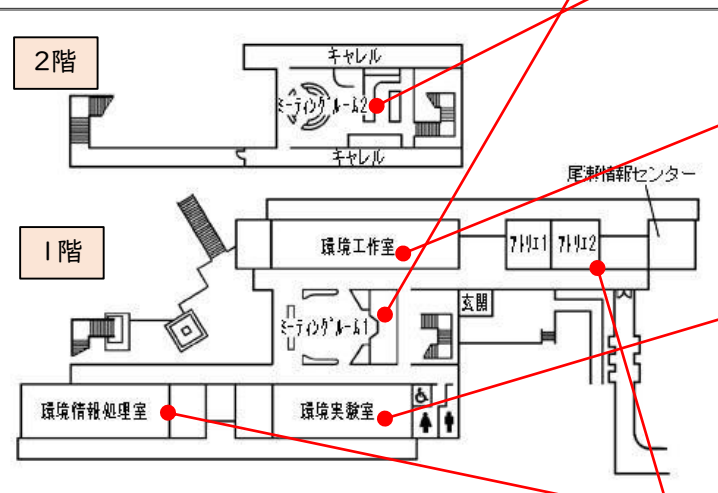 2階
キャレル
ミーティングルーム2
キャレル
尾瀬情報センター
1階
環境工作室
アトリエ1
アトリエ2
ミーティングルーム1
玄関
環境情報処理室
環境実験室